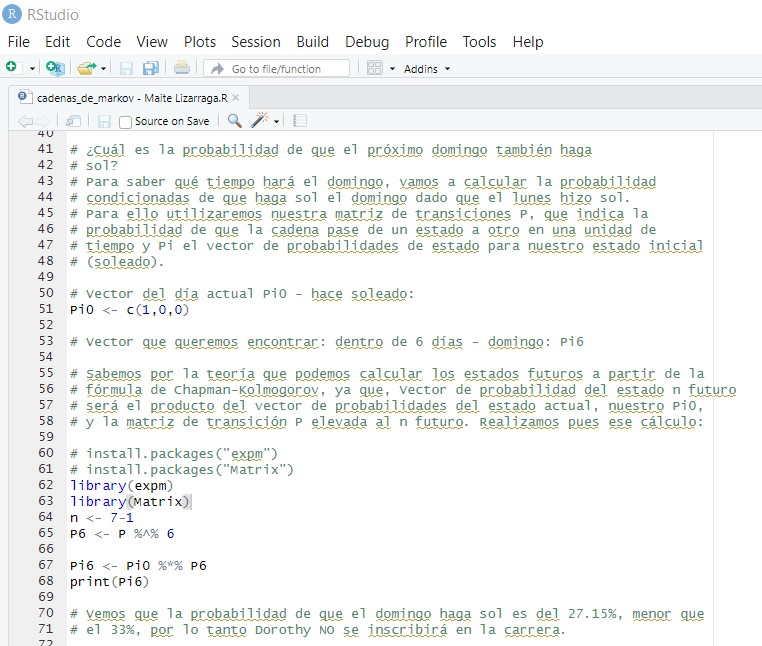 RStudio
File Edit Code View Plots Session Build Debug Profile Tools Help
Go to file/function Addins
cadenas_de_markov - Maite Lizarraga.R
Source on Save
40
41 # ¿Cuál es la probabilidad de que el próximo domingo también haga
42 # sol?
43 # Para saber qué tiempo hará el domingo, vamos a calcular la probabilidad
44 # condicionadas de que haga sol el domingo dado que el lunes hizo sol.
45 # Para ello utilizaremos nuestra matriz de transiciones P, que indica la
46 # probabilidad de que la cadena pase de un estado a otro en una unidad de
47 # tiempo y Pi el vector de probabilidades de estado para nuestro estado inicial
48 # (soleado).
49
50 # Vector del día actual Pi0 - hace soleado:
51 Pi0 <- c(1,0,0)
52
53 # Vector que queremos encontrar: dentro de 6 días - domingo: Pi6
54
55 # Sabemos por la teoría que podemos calcular los estados futuros a partir de la
56 # fórmula de Chapman-Kolmogorov, ya que, Vector de probabilidad del estado n futuro
57 # será el producto del vector de probabilidades del estado actual, nuestro Pi0,
58 # y la matriz de transición P elevada al n futuro. Realizamos pues ese cálculo:
59
60 # install.packages("expm")
61 # install.packages("Matrix")
62 library(expm)
63 library(Matrix)
64 n <- 7-1
65 P6 <- P %^% 6
66
67 Pi6 <- Pi0 %*% P6
68 print(Pi6)
69
70 # Vemos que la probabilidad de que el domingo haga sol es del 27.15%, menor que
71 # el 33%, por lo tanto Dorothy NO se inscribirá en la carrera.
72